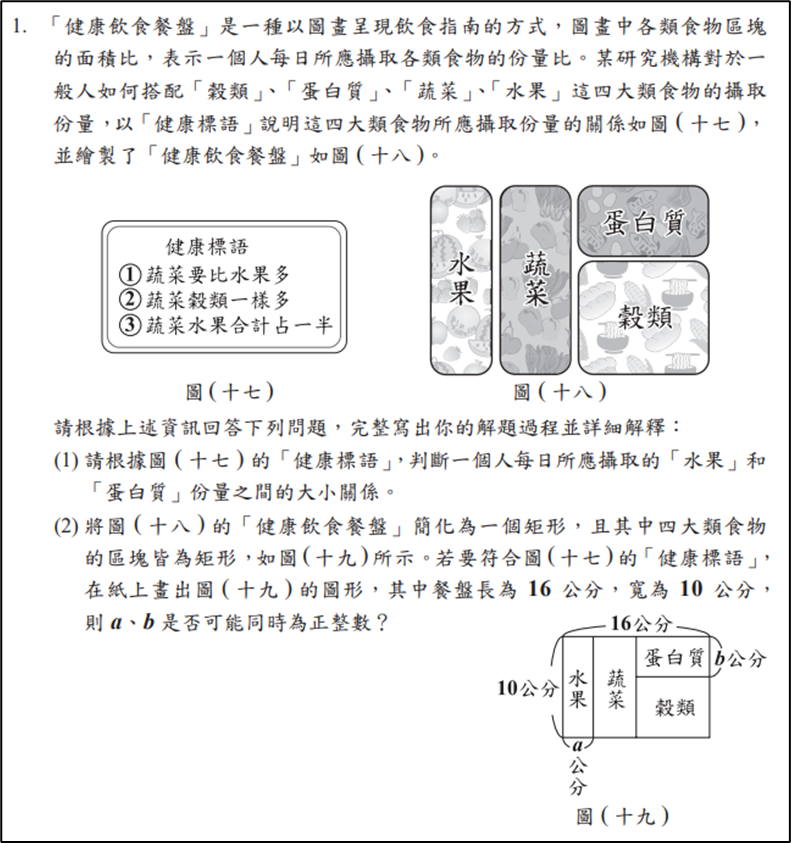 1. 「健康飲食餐盤」是一種以圖畫呈現飲食指南的方式，圖畫中各類食物區塊
的面積比，表示一個人每日所應攝取各類食物的份量比。某研究機構對於一
般人如何搭配「穀類」、「蛋白質」、「蔬菜」、「水果」這四大類食物的攝取
份量，以「健康標語」說明這四大類食物所應攝取份量的關係如圖(十七)，
並繪製了「健康飲食餐盤」如圖(十八)。
健康標語
①蔬菜要比水果多
②蔬菜穀類一樣多
③蔬菜水果合計占一半
圖(十七)
水果
蔬菜
蛋白質
穀類
圖(十八)
請根據上述資訊回答下列問題，完整寫出你的解題過程並詳細解釋：
(1) 請根據圖(十七)的「健康標語」，判斷一個人每日所應攝取的「水果」和
「蛋白質」份量之間的大小關係。
(2) 將圖(十八)的「健康飲食餐盤」簡化為一個矩形，且其中四大類食物
的區塊皆為矩形，如圖(十九)所示。若要符合圖(十七)的「健康標語」，
在紙上畫出圖(十九)的圖形，其中餐盤長為 16 公分，寬為 10 公分，
則 a、b 是否可能同時為正整數？
16公分
10公分
水果
蔬菜
蛋白質
b公分
穀類
a公分
圖(十九)